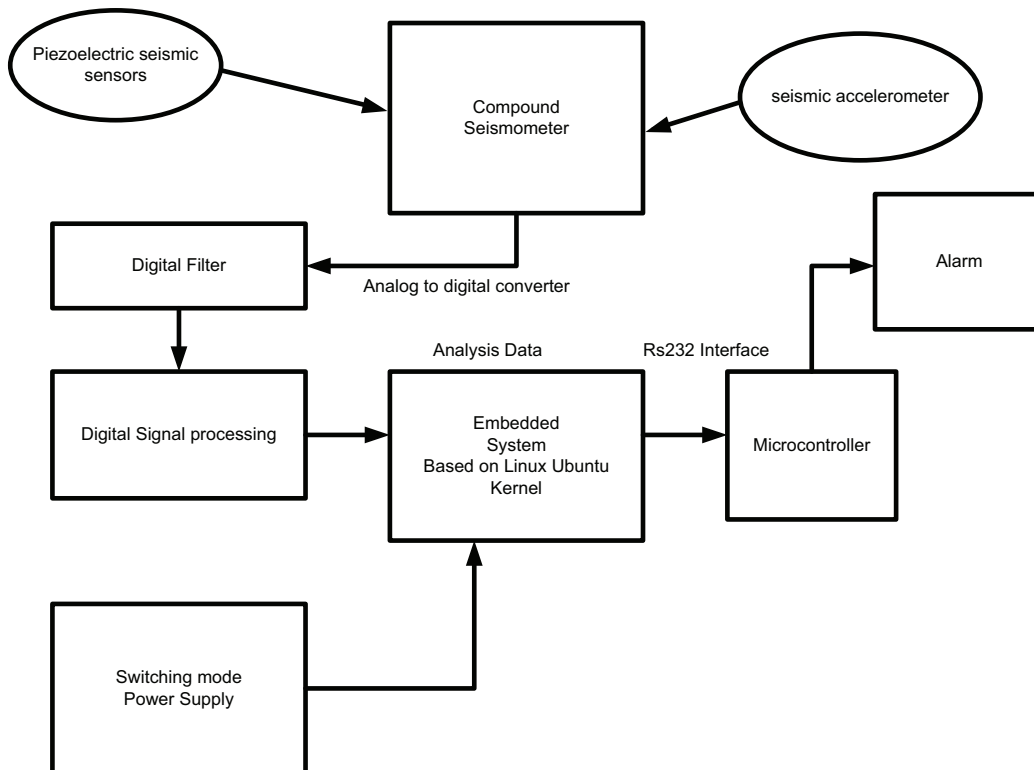 Piezoelectric seismic
sensors
Compound
Seismometer
seismic accelerometer
Digital Filter
Analog to digital converter
Alarm
Analysis Data
Rs232 Interface
Digital Signal processing
Embedded
System
Based on Linux Ubuntu
Kernel
Microcontroller
Switching mode
Power Supply